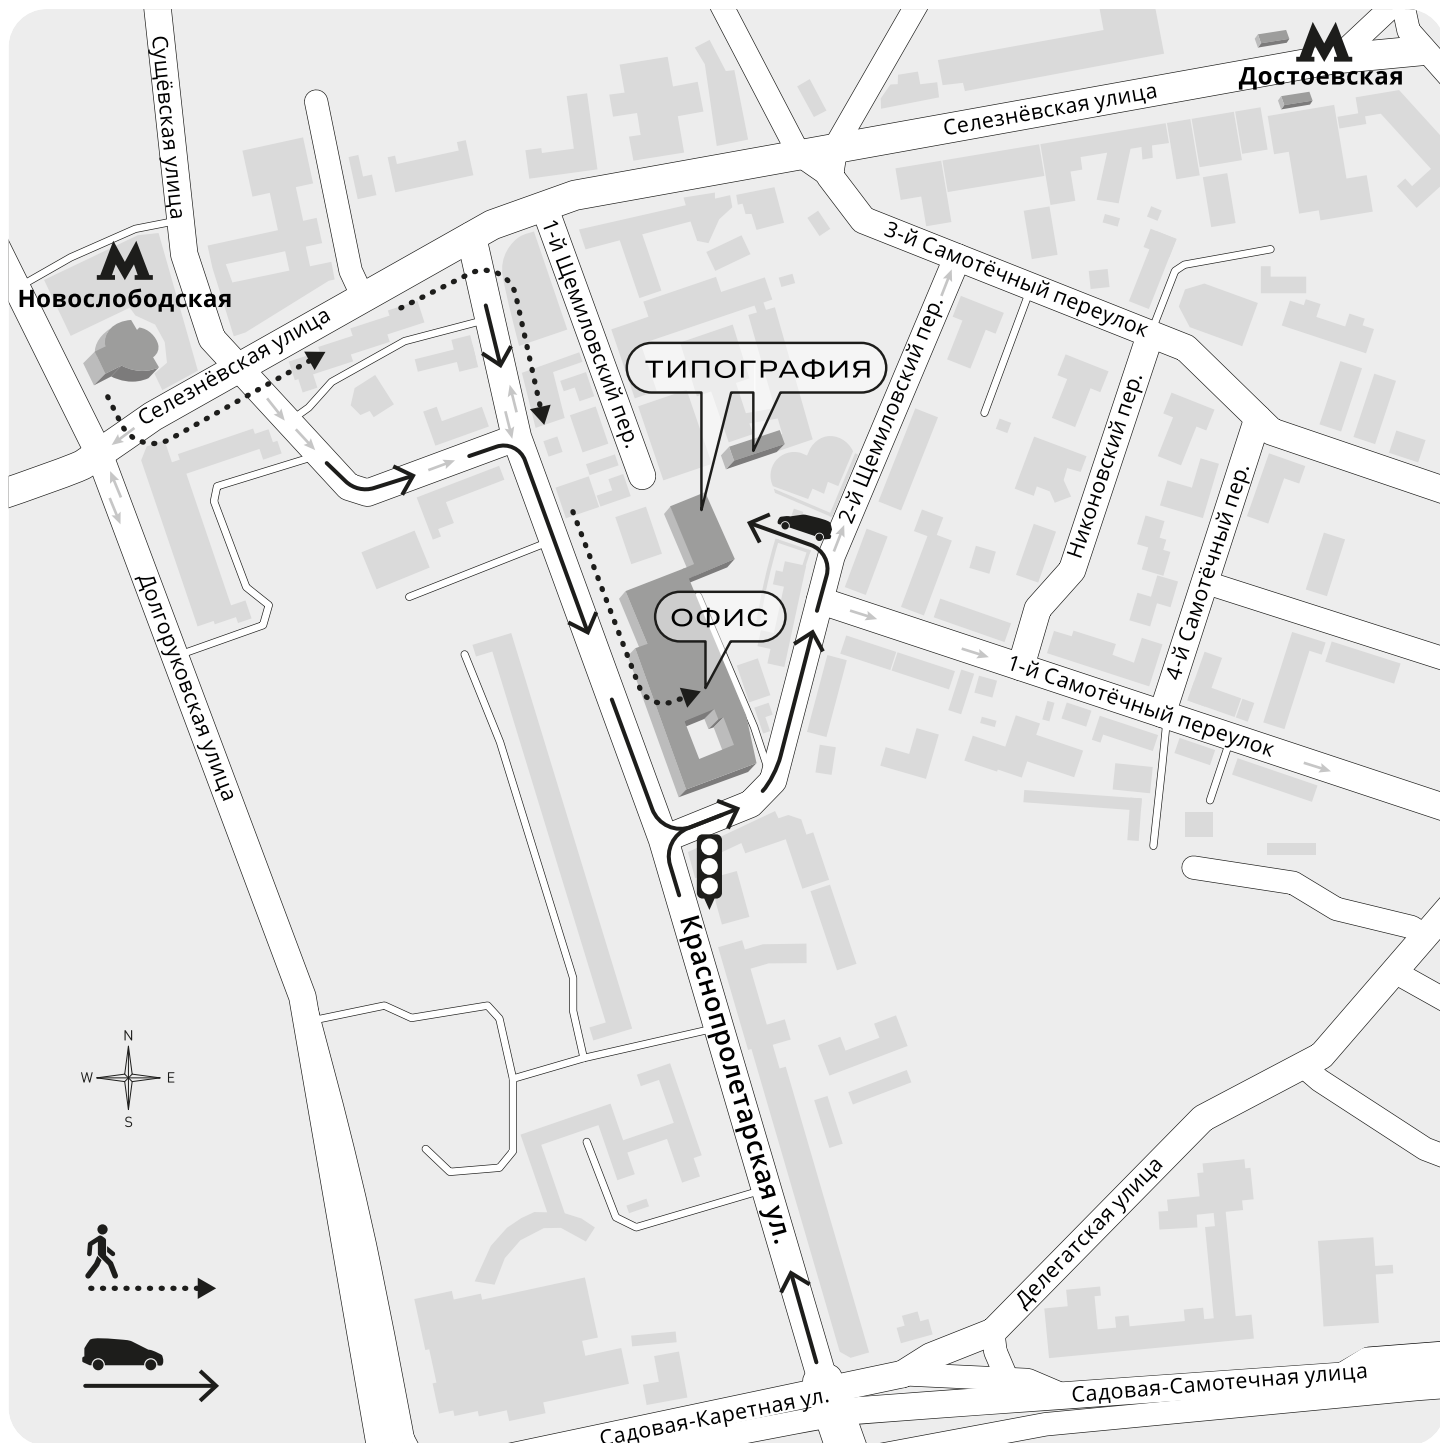 Сущёвская улица
М
Достоевская
Селезнёвская улица
1-й Щемиловский пер.
3-й Самотёчный переулок
М
Новослободская
Селезнёвская улица
2-й Щемиловский пер.
ТИПОГРАФИЯ
Никоновский пер.
4-й Самотёчный пер.
Долгоруковская улица
ОФИС
1-й Самотёчный переулок
Краснопролетарская ул.
N
W
E
S
Делегатская улица
Садовая-Каретная ул.
Садовая-Самотечная улица